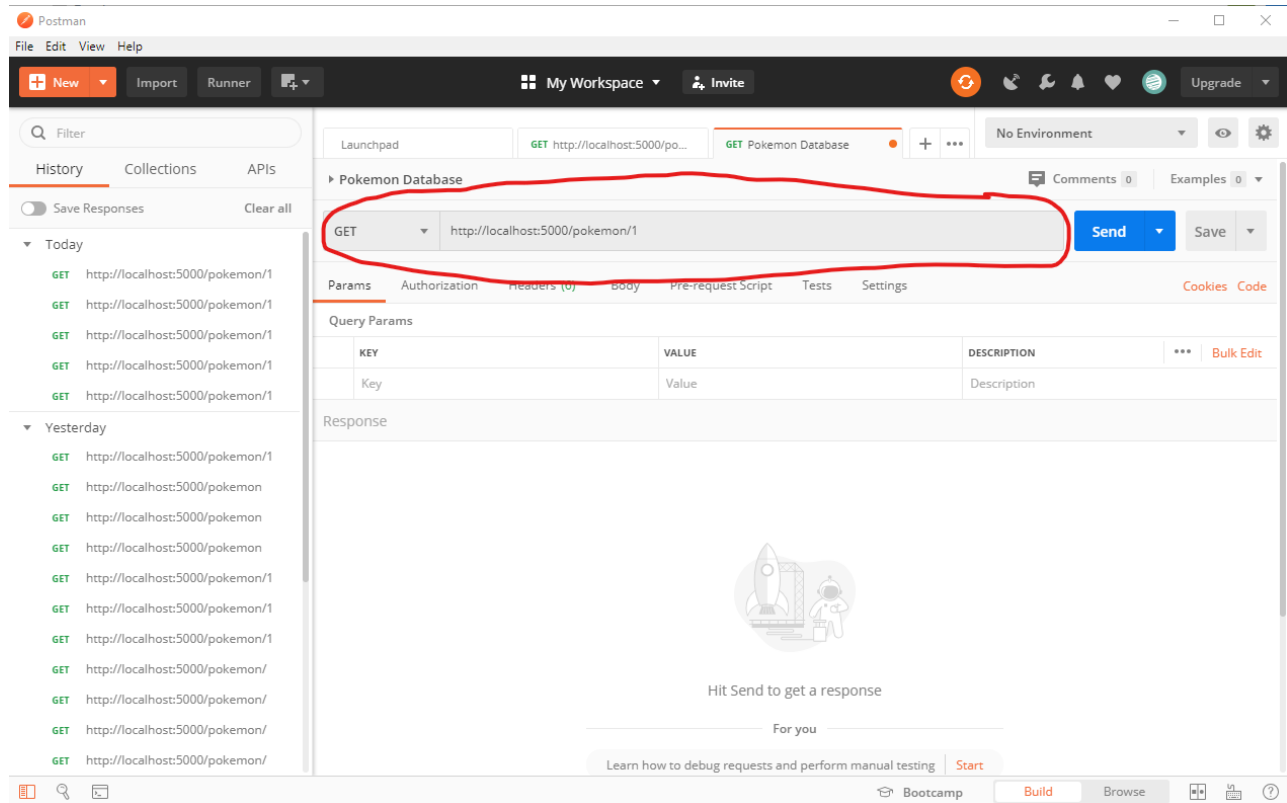 Postman
File Edit View Help
New Import Runner My Workspace Invite Upgrade
Filter
History Collections APIs
Save Responses Clear all
Today
GET http://localhost:5000/pokemon/1
GET http://localhost:5000/pokemon/1
GET http://localhost:5000/pokemon/1
GET http://localhost:5000/pokemon/1
GET http://localhost:5000/pokemon/1
Yesterday
GET http://localhost:5000/pokemon/1
GET http://localhost:5000/pokemon
GET http://localhost:5000/pokemon
GET http://localhost:5000/pokemon
GET http://localhost:5000/pokemon/1
GET http://localhost:5000/pokemon/1
GET http://localhost:5000/pokemon/1
GET http://localhost:5000/pokemon/
GET http://localhost:5000/pokemon/
GET http://localhost:5000/pokemon/
GET http://localhost:5000/pokemon/
Launchpad GET http://localhost:5000/po... GET Pokemon Database + ••• No Environment
Pokemon Database Comments 0 Examples 0
GET http://localhost:5000/pokemon/1 Send Save
Params Authorization Headers Body Pre-request Script Tests Settings Cookies Code
Query Params
KEY VALUE DESCRIPTION ••• Bulk Edit
Key Value Description
Response
Hit Send to get a response
For you
Learn how to debug requests and perform manual testing Start
Bootcamp Build Browse